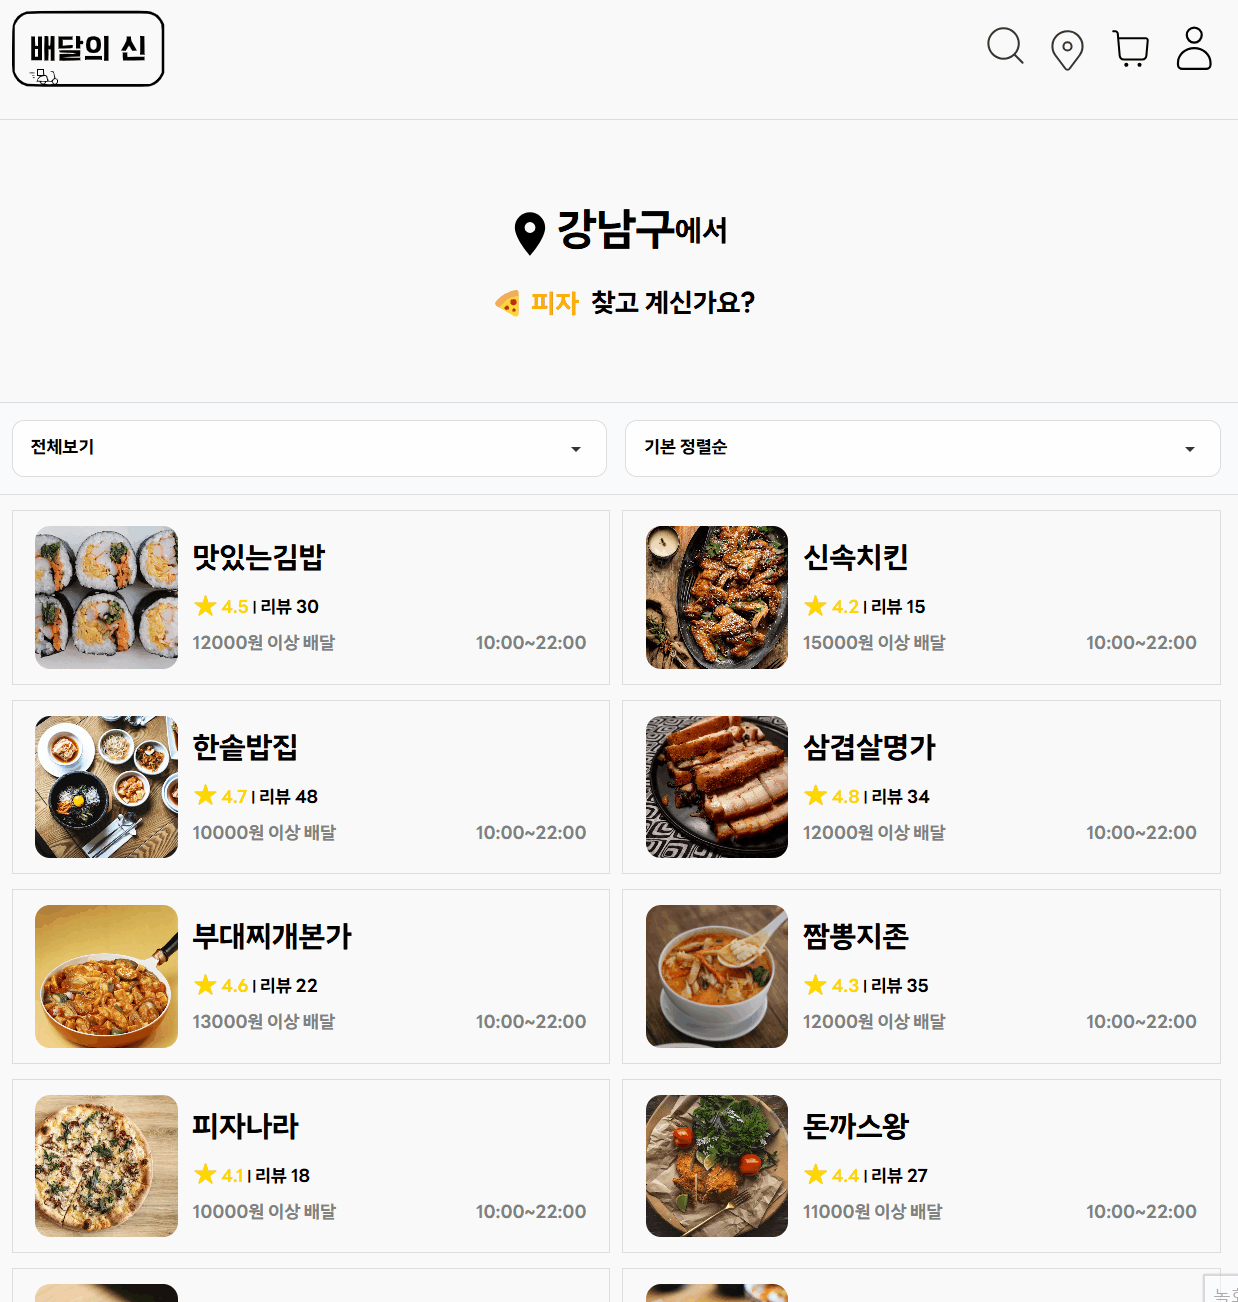 배달의 신
강남구에서
피자 찾고 계신가요?
전체보기
기본 정렬순
맛있는김밥
4.5 | 리뷰 30
12000원 이상 배달 10:00~22:00
신속치킨
4.2 | 리뷰 15
15000원 이상 배달 10:00~22:00
한솥밥집
4.7 | 리뷰 48
10000원 이상 배달 10:00~22:00
삼겹살명가
4.8 | 리뷰 34
12000원 이상 배달 10:00~22:00
부대찌개본가
4.6 | 리뷰 22
13000원 이상 배달 10:00~22:00
짬뽕지존
4.3 | 리뷰 35
12000원 이상 배달 10:00~22:00
피자나라
4.1 | 리뷰 18
10000원 이상 배달 10:00~22:00
돈까스왕
4.4 | 리뷰 27
11000원 이상 배달 10:00~22:00